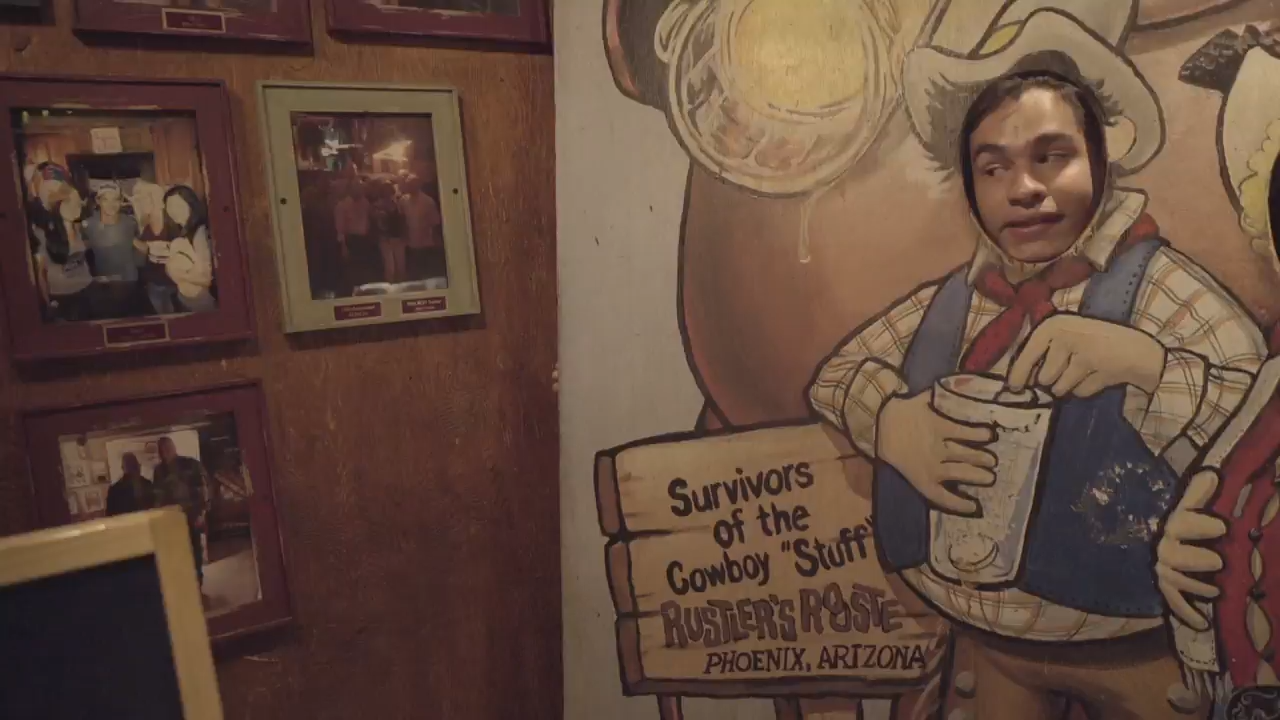 Survivors
of the
Cowboy "Stuff"
RUSTLER'S ROOSTE
PHOENIX, ARIZONA